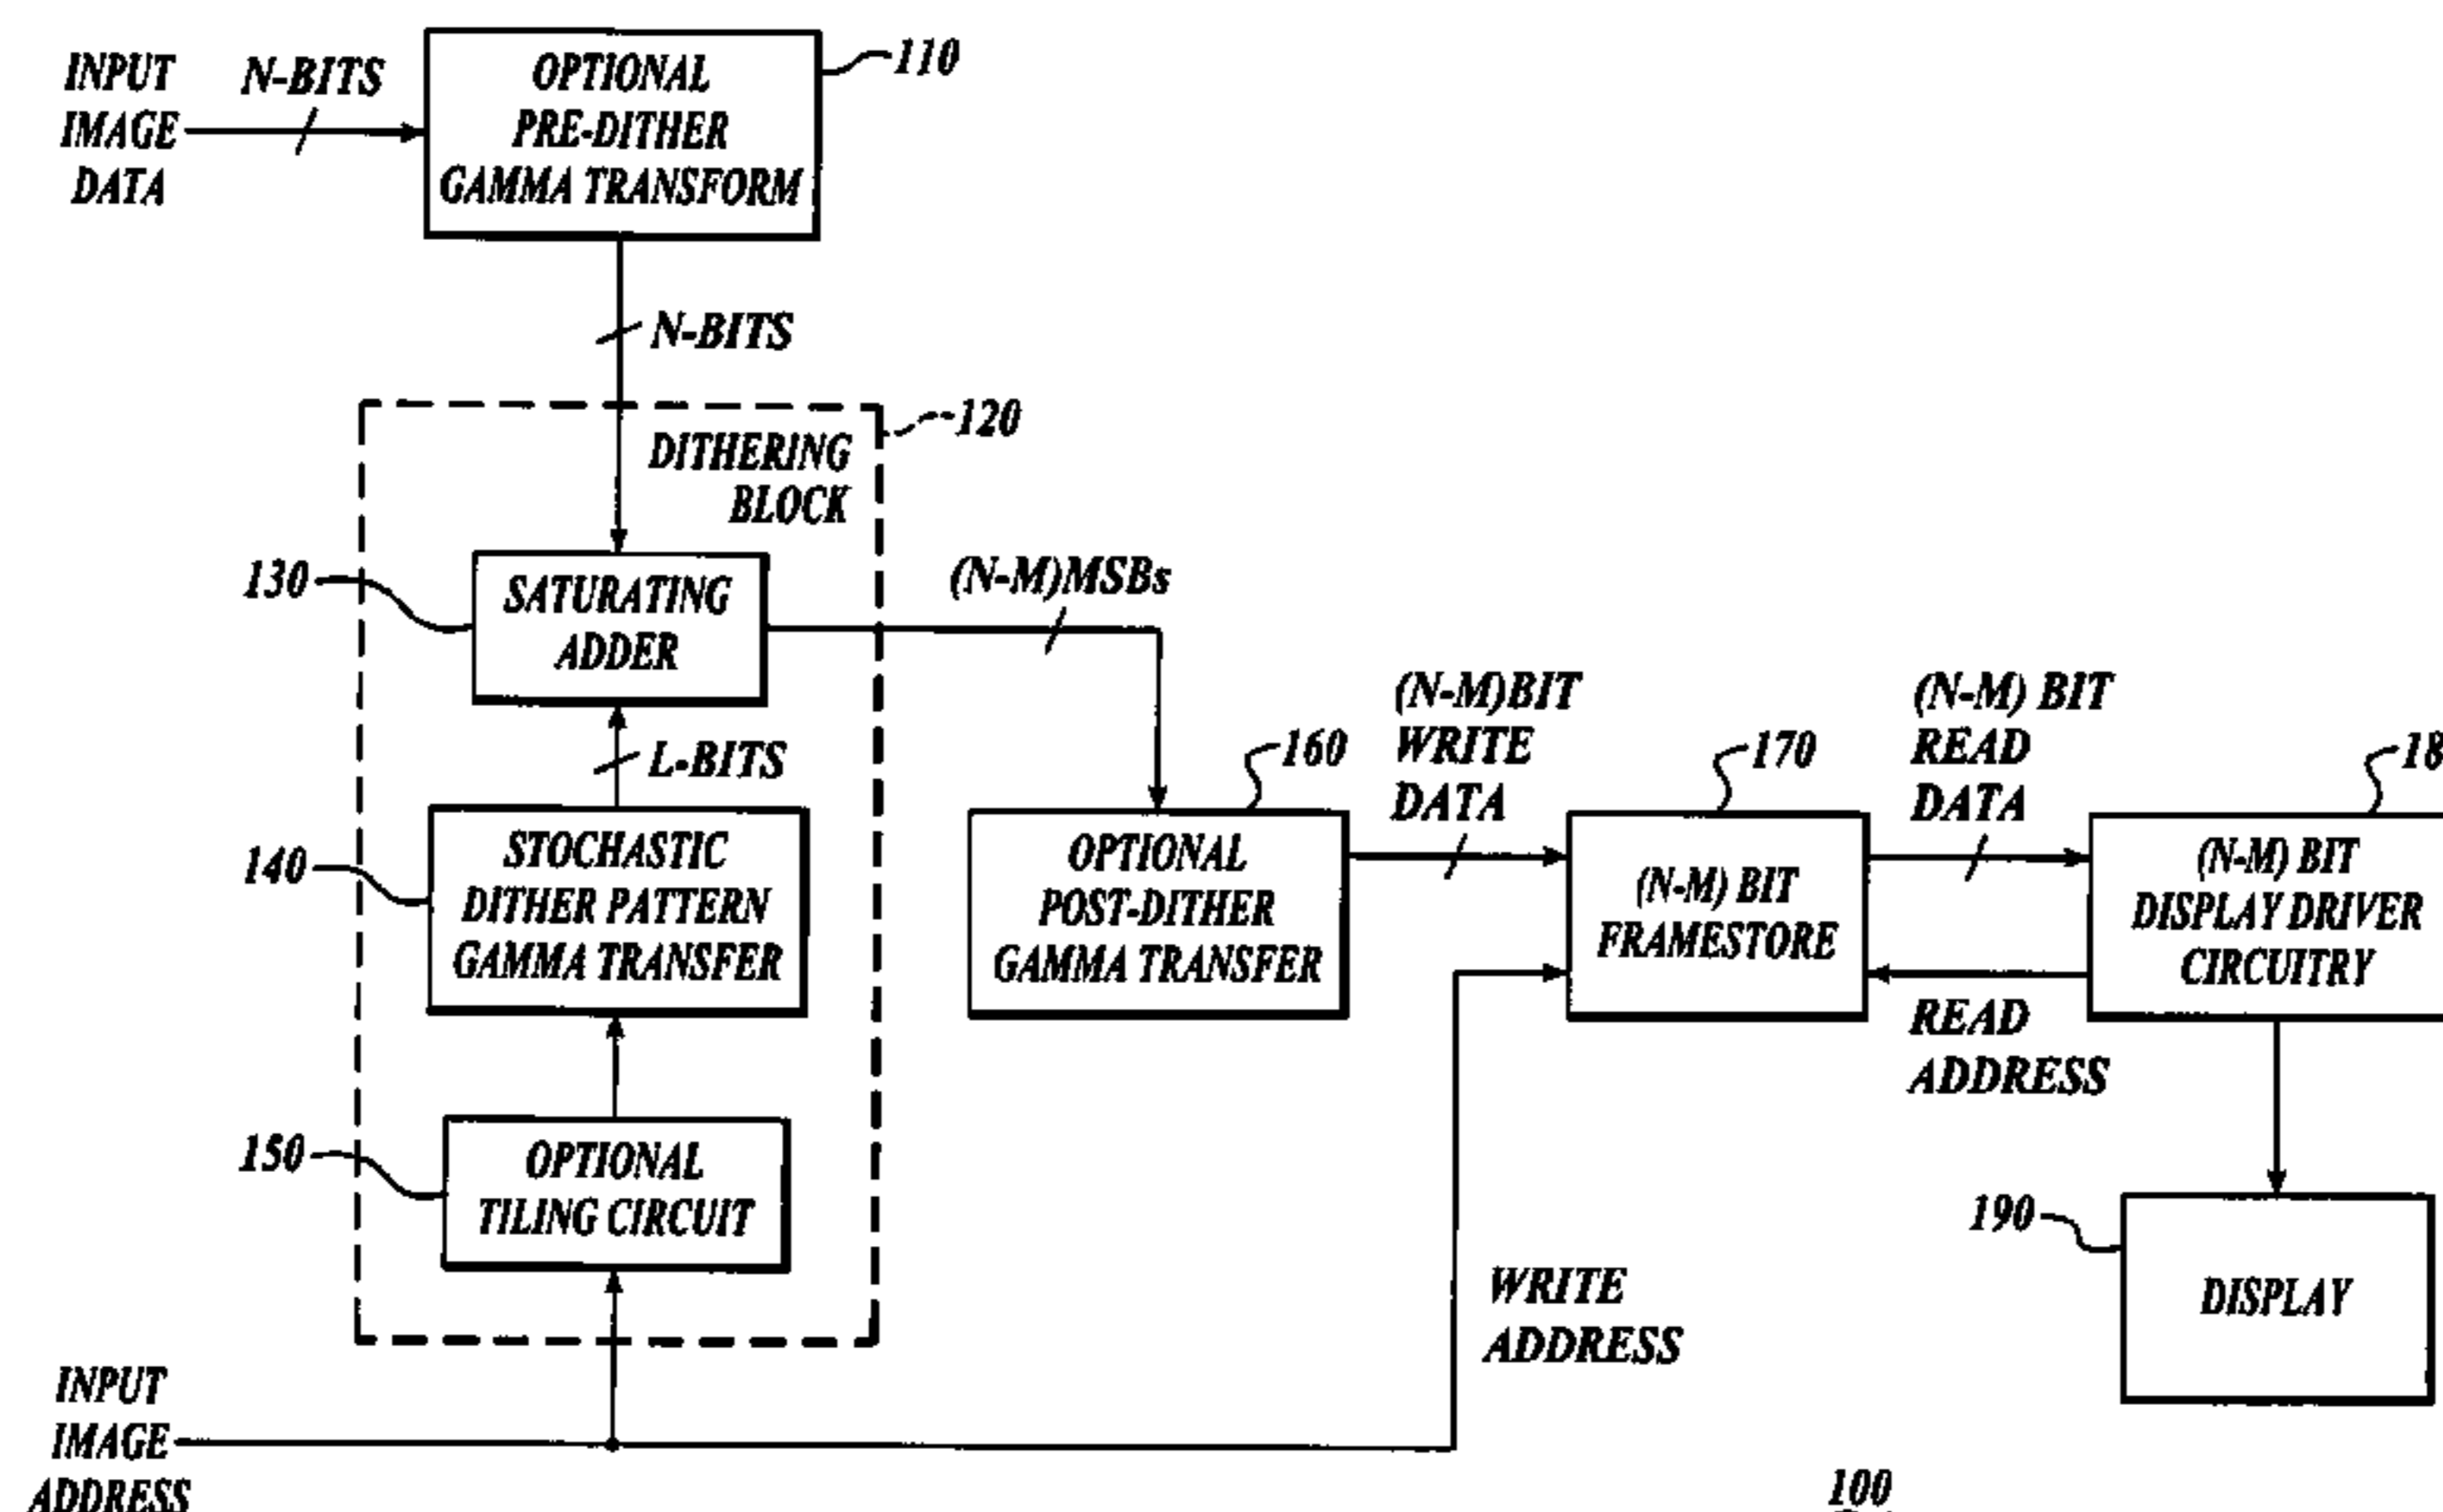 INPUT
IMAGE
DATA
N-BITS
OPTIONAL
PRE-DITHER
GAMMA TRANSFORM
110
N-BITS
120
DITHERING
BLOCK
130
SATURATING
ADDER
(N-M)MSBs
L-BITS
140
STOCHASTIC
DITHER PATTERN
GAMMA TRANSFER
150
OPTIONAL
TILING CIRCUIT
160
OPTIONAL
POST-DITHER
GAMMA TRANSFER
(N-M)BIT
WRITE
DATA
170
(N-M) BIT
FRAMESTORE
(N-M) BIT
READ
DATA
18
(N-M) BIT
DISPLAY DRIVER
CIRCUITRY
READ
ADDRESS
190
DISPLAY
WRITE
ADDRESS
INPUT
IMAGE
ADDRESS
100